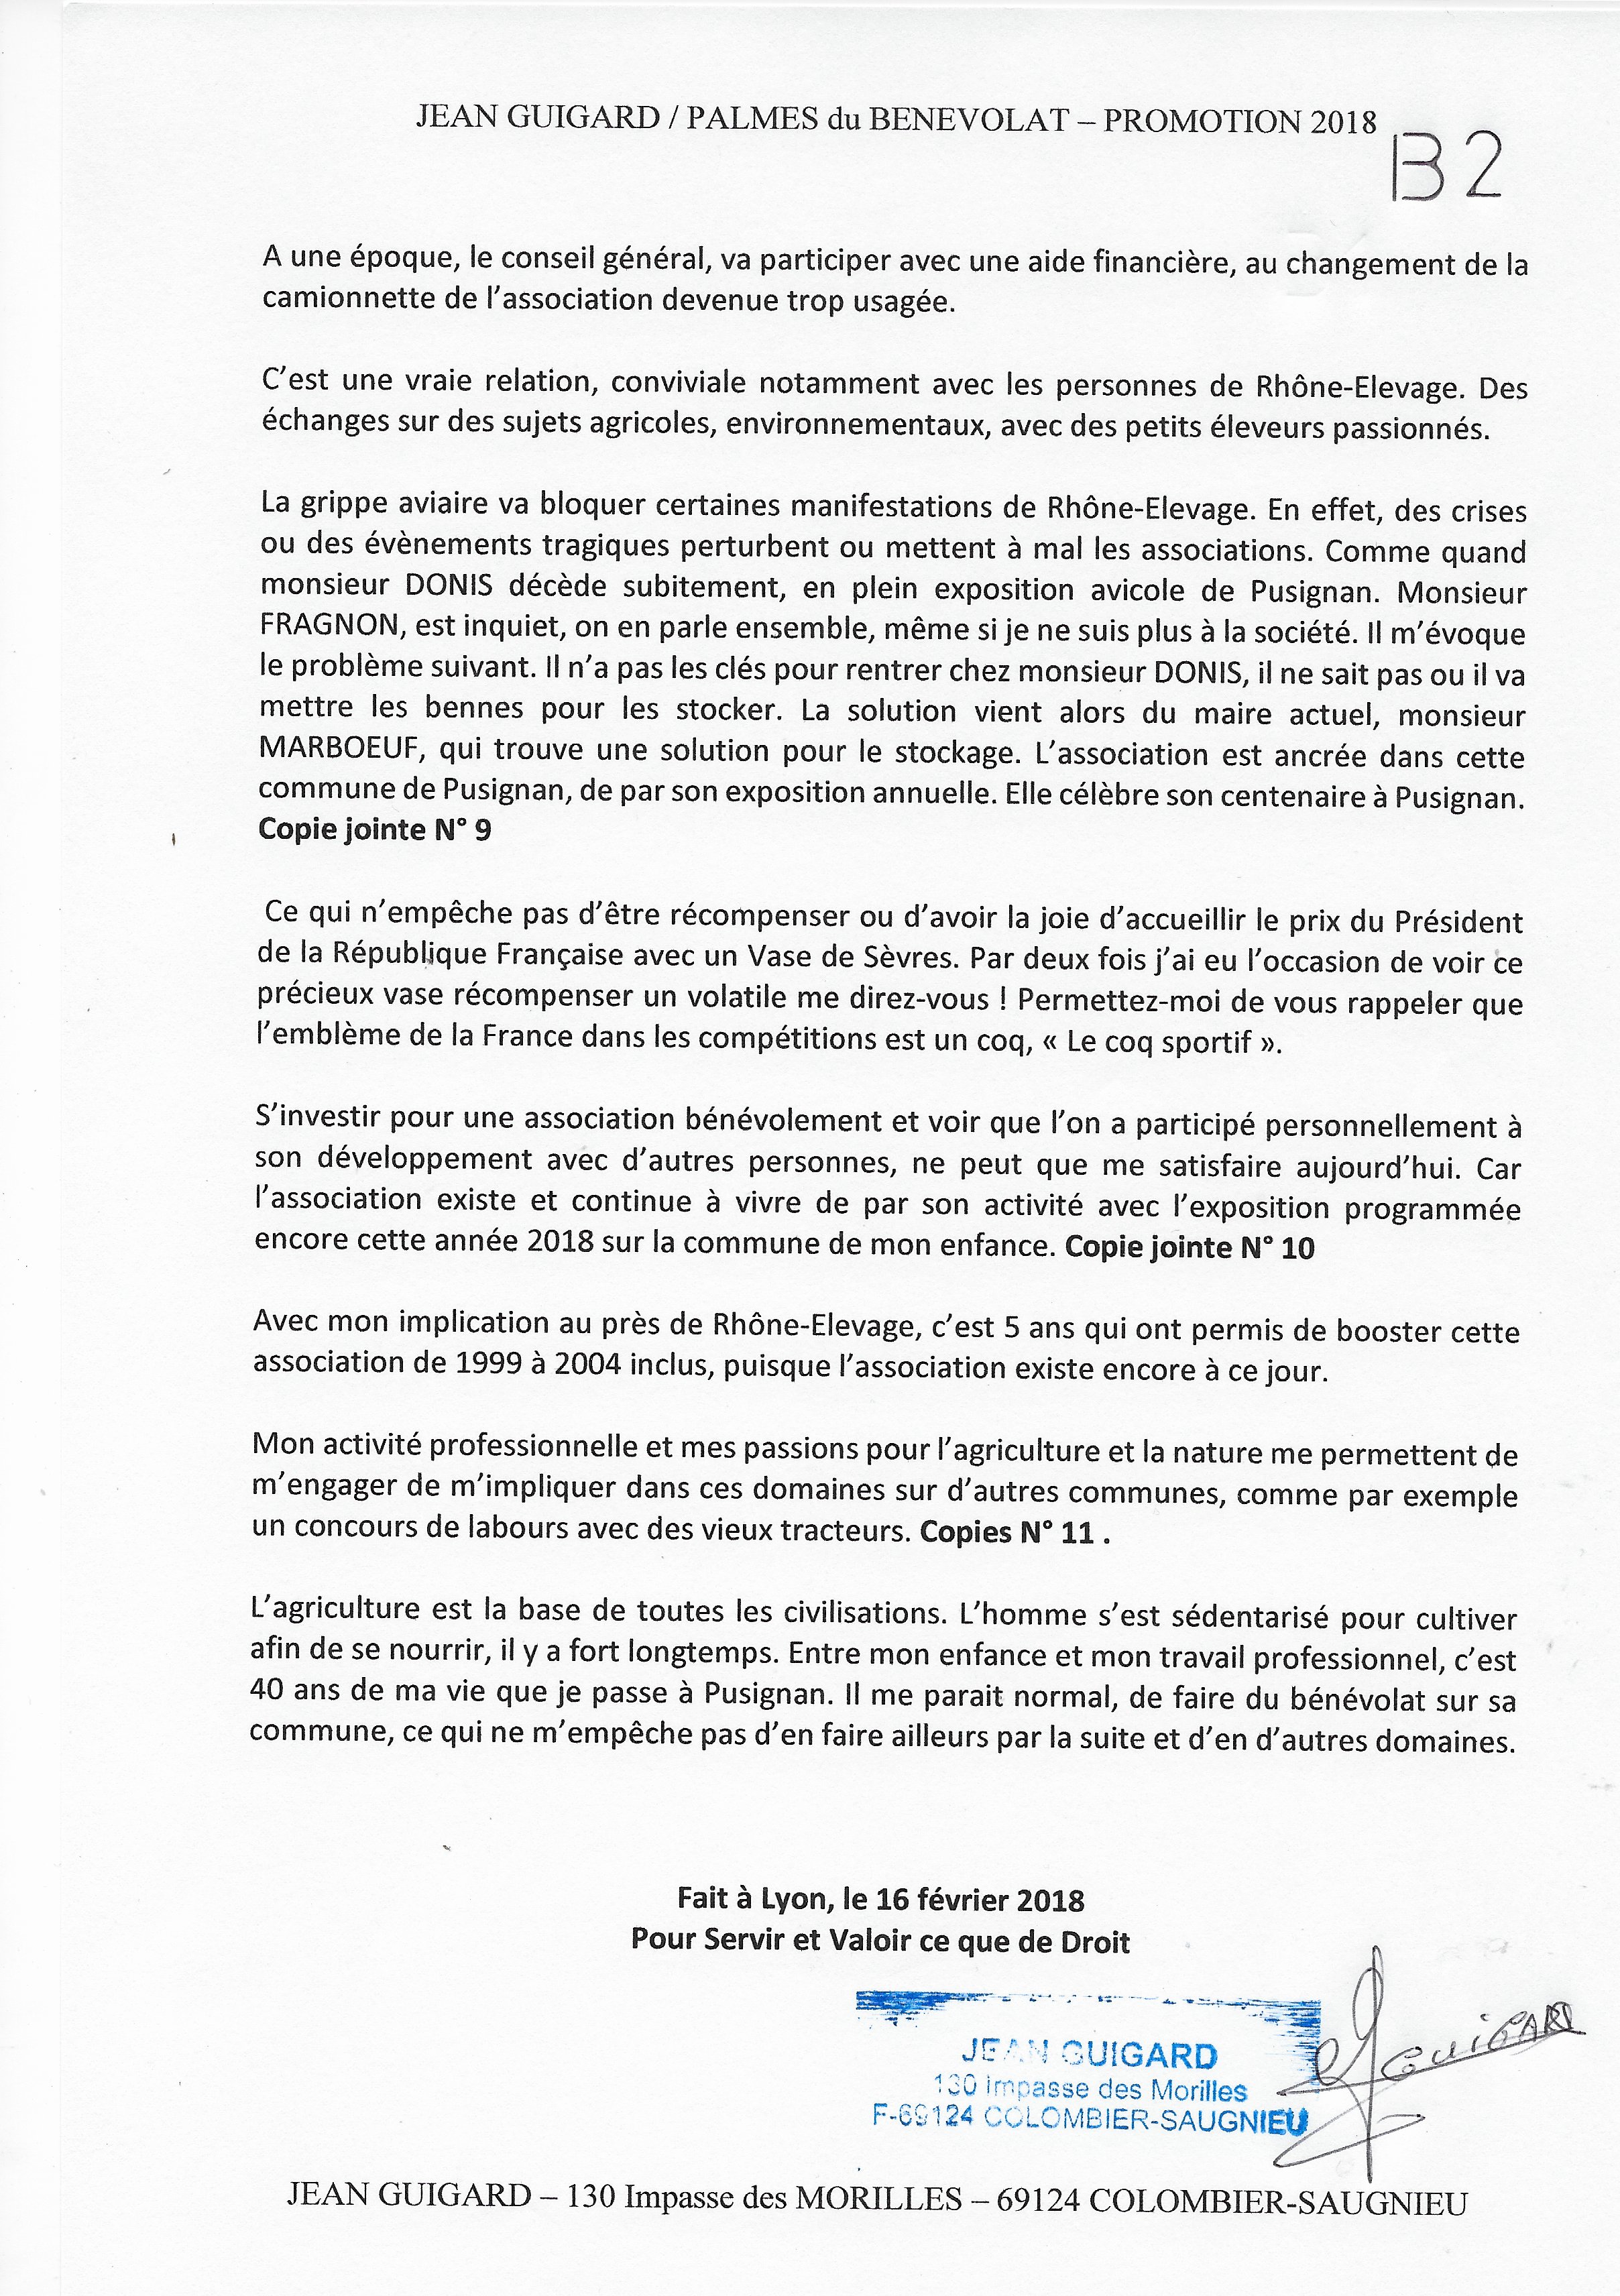 JEAN GUIGARD / PALMES du BENEVOLAT – PROMOTION 2018
B2
A une époque, le conseil général, va participer avec une aide financière, au changement de la
camionnette de l’association devenue trop usagée.
C’est une vraie relation, conviviale notamment avec les personnes de Rhône-Elevage. Des
échanges sur des sujets agricoles, environnementaux, avec des petits éleveurs passionnés.
La grippe aviaire va bloquer certaines manifestations de Rhône-Elevage. En effet, des crises
ou des évènements tragiques perturbent ou mettent à mal les associations. Comme quand
monsieur DONIS décède subitement, en plein exposition avicole de Pusignan. Monsieur
FRAGNON, est inquiet, on en parle ensemble, même si je ne suis plus à la société. Il m’évoque
le problème suivant. Il n’a pas les clés pour rentrer chez monsieur DONIS, il ne sait pas ou il va
mettre les bennes pour les stocker. La solution vient alors du maire actuel, monsieur
MARBOEUF, qui trouve une solution pour le stockage. L’association est ancrée dans cette
commune de Pusignan, de par son exposition annuelle. Elle célèbre son centenaire à Pusignan.
Copie jointe N° 9
Ce qui n’empêche pas d’être récompenser ou d’avoir la joie d’accueillir le prix du Président
de la République Française avec un Vase de Sèvres. Par deux fois j’ai eu l’occasion de voir ce
précieux vase récompenser un volatile me direz-vous ! Permettez-moi de vous rappeler que
l’emblème de la France dans les compétitions est un coq, « Le coq sportif ».
S’investir pour une association bénévolement et voir que l’on a participé personnellement à
son développement avec d’autres personnes, ne peut que me satisfaire aujourd’hui. Car
l’association existe et continue à vivre de par son activité avec l’exposition programmée
encore cette année 2018 sur la commune de mon enfance. Copie jointe N° 10
Avec mon implication au près de Rhône-Elevage, c’est 5 ans qui ont permis de booster cette
association de 1999 à 2004 inclus, puisque l’association existe encore à ce jour.
Mon activité professionnelle et mes passions pour l’agriculture et la nature me permettent de
m’engager de m’impliquer dans ces domaines sur d’autres communes, comme par exemple
un concours de labours avec des vieux tracteurs. Copies N° 11 .
L’agriculture est la base de toutes les civilisations. L’homme s’est sédentarisé pour cultiver
afin de se nourrir, il y a fort longtemps. Entre mon enfance et mon travail professionnel, c’est
40 ans de ma vie que je passe à Pusignan. Il me parait normal, de faire du bénévolat sur sa
commune, ce qui ne m’empêche pas d’en faire ailleurs par la suite et d’en d’autres domaines.
Fait à Lyon, le 16 février 2018
Pour Servir et Valoir ce que de Droit
JEAN GUIGARD
130 Impasse des Morilles
F-69124 COLOMBIER-SAUGNIEU
GUIGARD
JEAN GUIGARD – 130 Impasse des MORILLES – 69124 COLOMBIER-SAUGNIEU